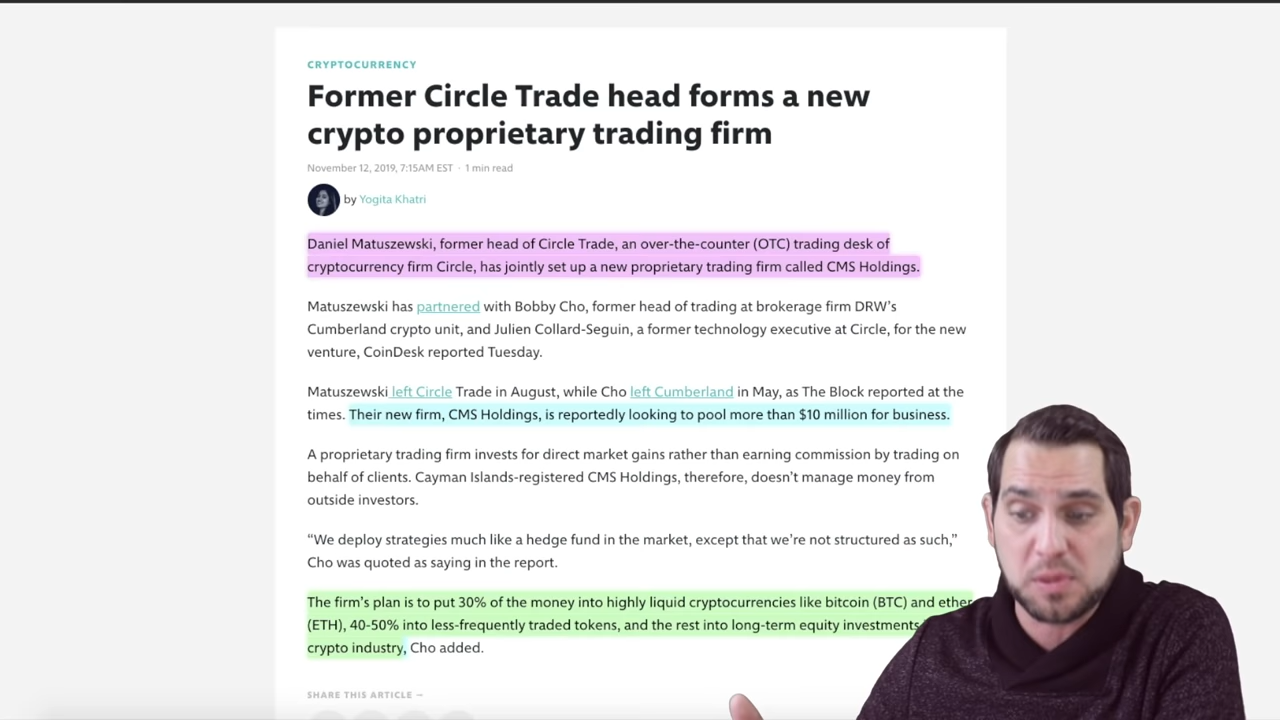 CRYPTOCURRENCY
Former Circle Trade head forms a new
crypto proprietary trading firm
November 12, 2019, 7:15AM EST · 1 min read
by Yogita Khatri
Daniel Matuszewski, former head of Circle Trade, an over-the-counter (OTC) trading desk of
cryptocurrency firm Circle, has jointly set up a new proprietary trading firm called CMS Holdings.
Matuszewski has partnered with Bobby Cho, former head of trading at brokerage firm DRW’s
Cumberland crypto unit, and Julien Collard-Seguin, a former technology executive at Circle, for the new
venture, CoinDesk reported Tuesday.
Matuszewski left Circle Trade in August, while Cho left Cumberland in May, as The Block reported at the
times. Their new firm, CMS Holdings, is reportedly looking to pool more than $10 million for business.
A proprietary trading firm invests for direct market gains rather than earning commission by trading on
behalf of clients. Cayman Islands-registered CMS Holdings, therefore, doesn’t manage money from
outside investors.
“We deploy strategies much like a hedge fund in the market, except that we’re not structured as such,”
Cho was quoted as saying in the report.
The firm’s plan is to put 30% of the money into highly liquid cryptocurrencies like bitcoin (BTC) and ether
(ETH), 40-50% into less-frequently traded tokens, and the rest into long-term equity investments
crypto industry, Cho added.
SHARE THIS ARTICLE —